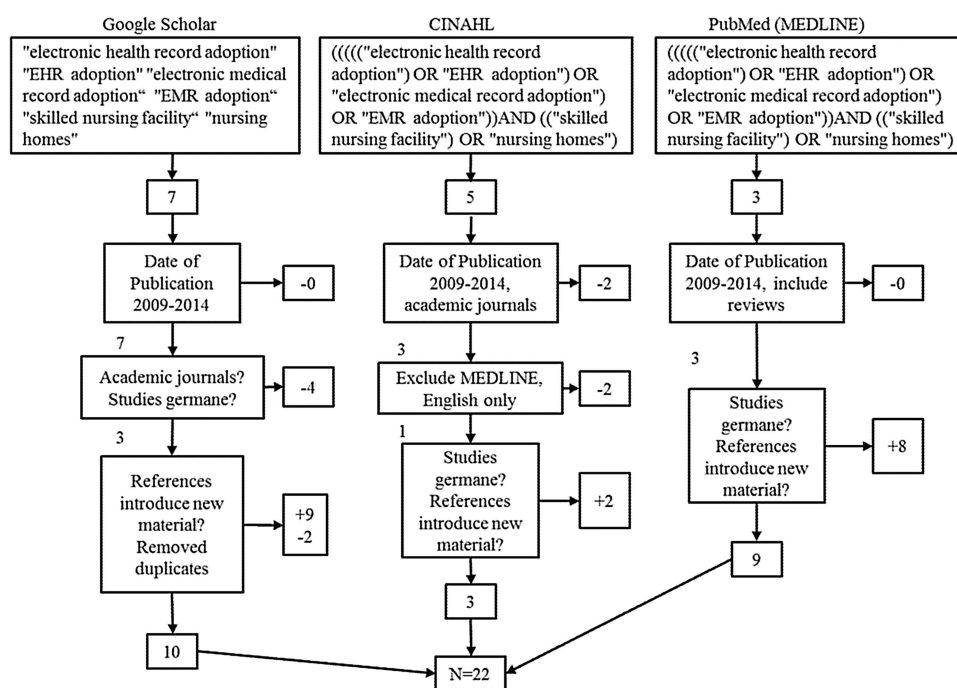 Google Scholar
"electronic health record adoption"
"EHR adoption" "electronic medical
record adoption“ "EMR adoption“
"skilled nursing facility“ "nursing
homes"
7
Date of
Publication
2009-2014
-0
7
Academic journals?
Studies germane?
-4
3
References
introduce new
material?
Removed
duplicates
+9
-2
10
CINAHL
((((("electronic health record
adoption") OR "EHR adoption") OR
"electronic medical record adoption")
OR "EMR adoption"))AND (("skilled
nursing facility") OR "nursing homes")
5
Date of Publication
2009-2014,
academic journals
-2
3
Exclude MEDLINE,
English only
-2
1
Studies
germane?
References
introduce new
material?
+2
3
PubMed (MEDLINE)
((((("electronic health record
adoption") OR "EHR adoption") OR
"electronic medical record adoption")
OR "EMR adoption"))AND (("skilled
nursing facility") OR "nursing homes")
3
Date of Publication
2009-2014, include
reviews
-0
3
Studies
germane?
References
introduce new
material?
+8
9
N=22